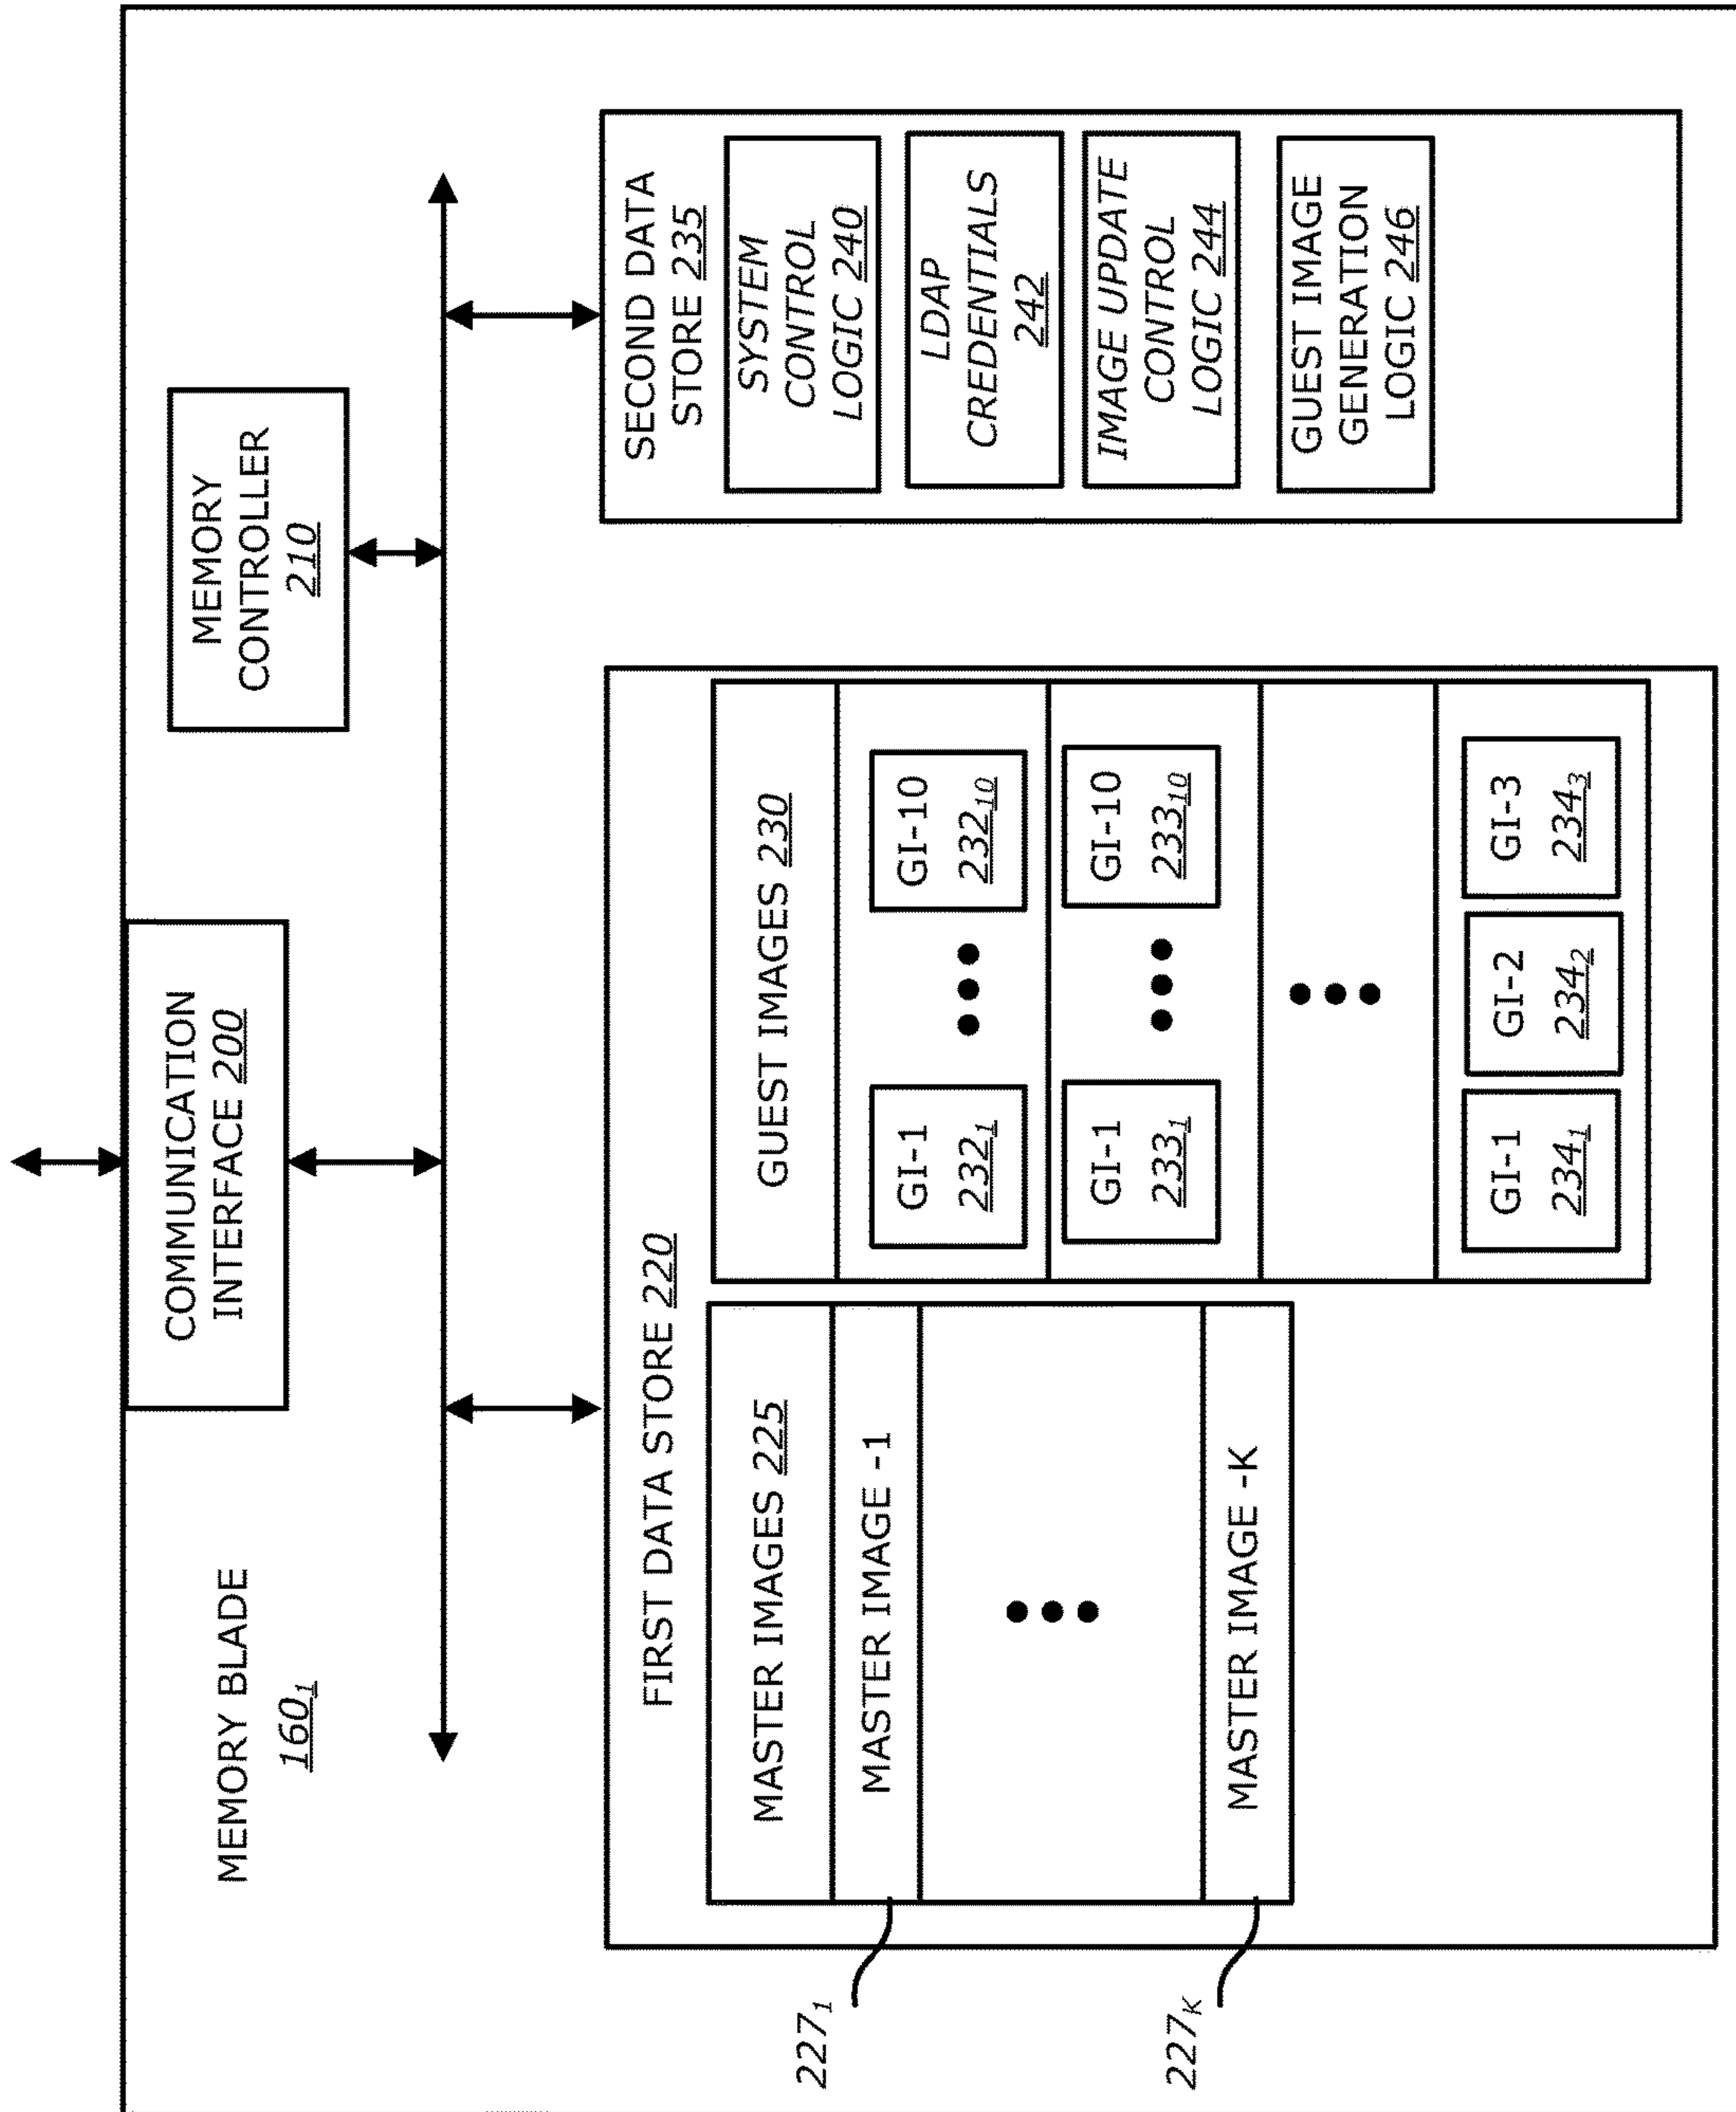 MEMORY BLADE
160₁
COMMUNICATION
INTERFACE 200
MEMORY
CONTROLLER
210
FIRST DATA STORE 220
MASTER IMAGES 225
MASTER IMAGE -1
MASTER IMAGE -K
227₁
227ₖ
GUEST IMAGES 230
GI-1
232₁
GI-10
232₁₀
GI-1
233₁
GI-10
233₁₀
GI-1
234₁
GI-2
234₂
GI-3
234₃
SECOND DATA
STORE 235
SYSTEM
CONTROL
LOGIC 240
LDAP
CREDENTIALS
242
IMAGE UPDATE
CONTROL
LOGIC 244
GUEST IMAGE
GENERATION
LOGIC 246